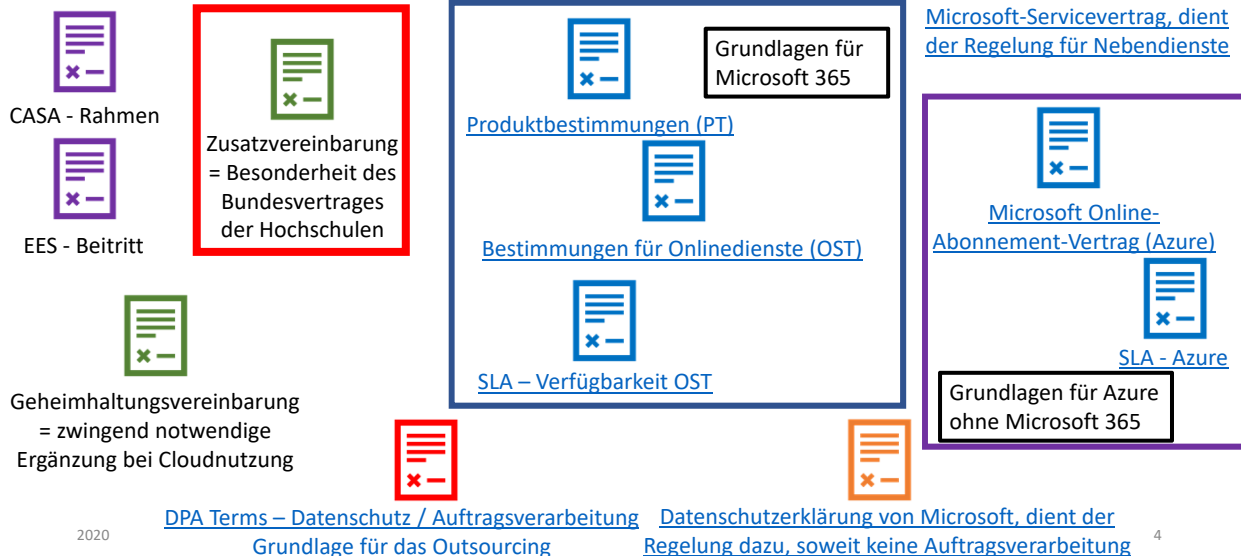 CASA - Rahmen
EES - Beitritt
Zusatzvereinbarung
= Besonderheit des
Bundesvertrages
der Hochschulen
Geheimhaltungsvereinbarung
= zwingend notwendige
Ergänzung bei Cloudnutzung
Grundlagen für
Microsoft 365
Produktbestimmungen (PT)
Bestimmungen für Onlinedienste (OST)
SLA – Verfügbarkeit OST
Microsoft-Servicevertrag, dient
der Regelung für Nebendienste
Microsoft Online-
Abonnement-Vertrag (Azure)
SLA - Azure
Grundlagen für Azure
ohne Microsoft 365
DPA Terms – Datenschutz / Auftragsverarbeitung
Grundlage für das Outsourcing
Datenschutzerklärung von Microsoft, dient der
Regelung dazu, soweit keine Auftragsverarbeitung
2020
4